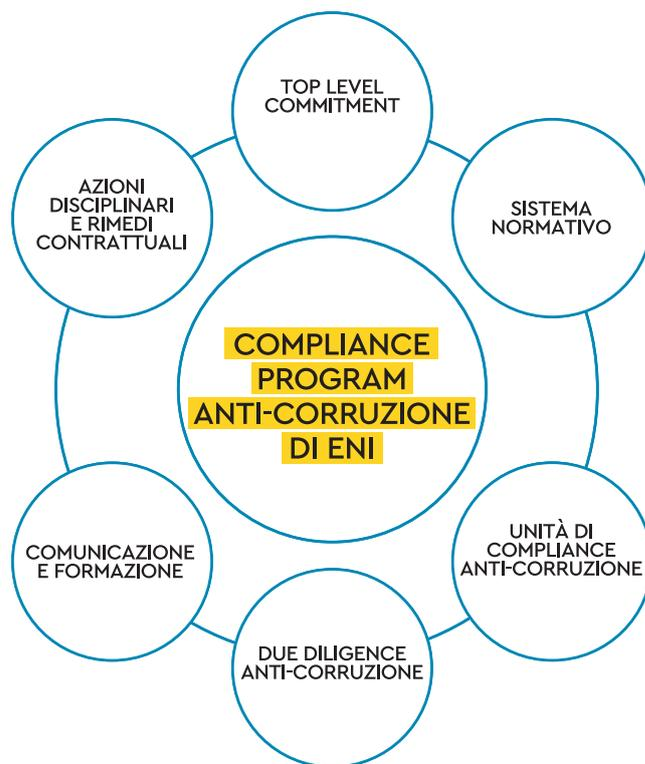 TOP LEVEL
COMMITMENT
AZIONI
DISCIPLINARI
E RIMEDI
CONTRATTUALI
SISTEMA
NORMATIVO
COMPLIANCE
PROGRAM
ANTI-CORRUZIONE
DI ENI
COMUNICAZIONE
E FORMAZIONE
UNITÀ DI
COMPLIANCE
ANTI-CORRUZIONE
DUE DILIGENCE
ANTI-CORRUZIONE